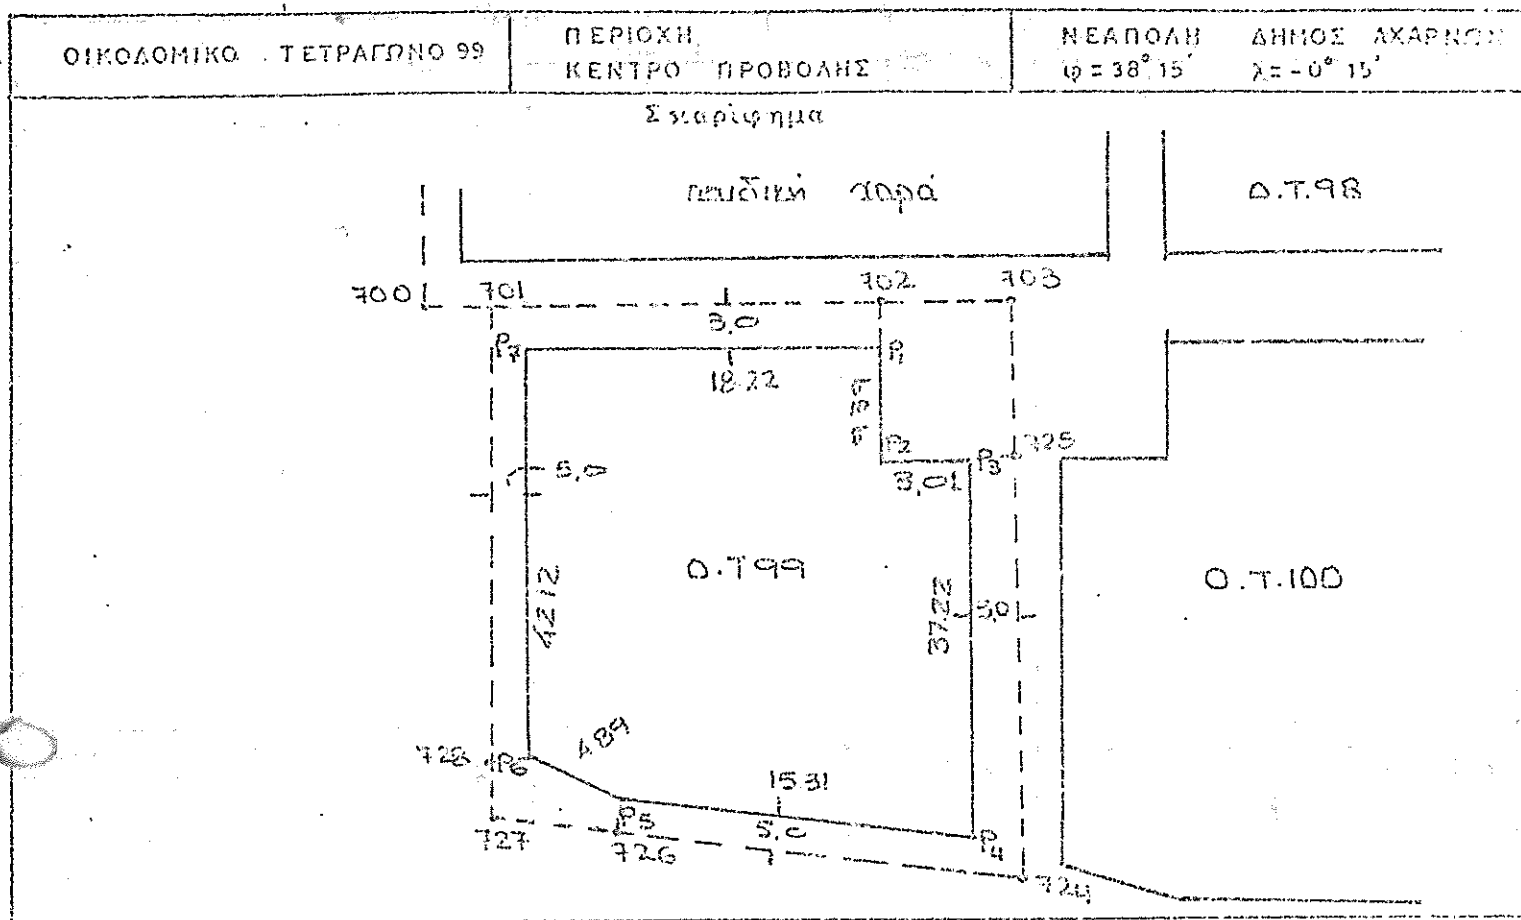 ΟΙΚΟΔΟΜΙΚΟ ΤΕΤΡΑΓΩΝΟ 99
ΠΕΡΙΟΧΗ
ΚΕΝΤΡΟ ΠΡΟΒΟΛΗΣ
ΝΕΑΠΟΛΗ ΔΗΜΟΣ ΑΧΑΡΝΩΝ
φ = 38° 15' λ = -0° 15'
Σκαρίφημα
παιδική χαρά
Ο.Τ.98
700 701 702 703
3,0
P7 P1
18.22
P2 P3 725
5,0 3,01
Ο.Τ 99 Ο.Τ.100
42.12 37.22 5,0
4.89
728 P6
15.31
P5 5,0 P4
727 726 724